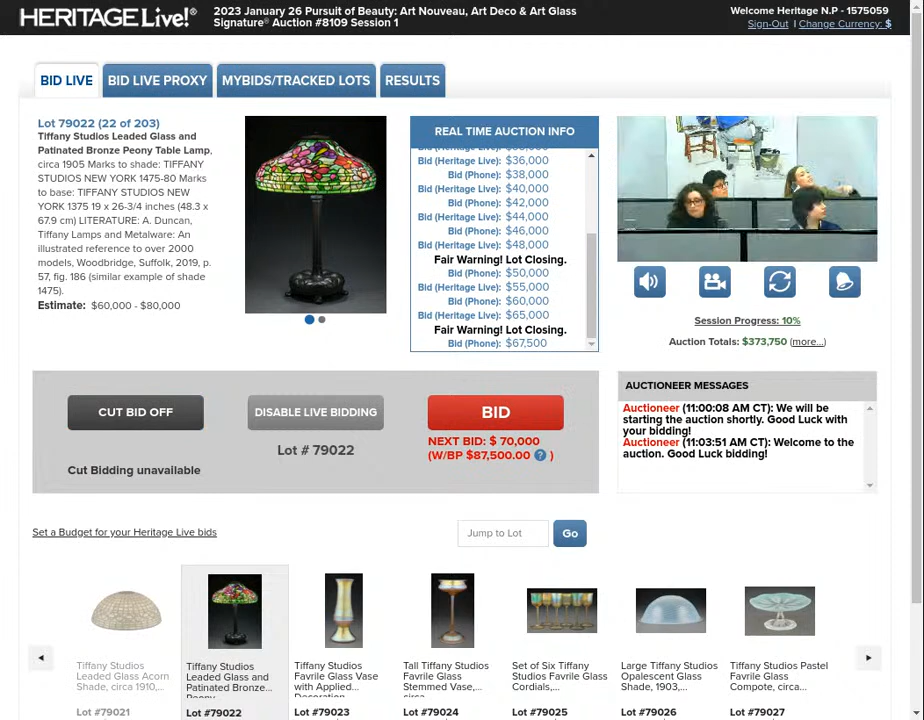 HERITAGE Live!®
2023 January 26 Pursuit of Beauty: Art Nouveau, Art Deco & Art Glass
Signature® Auction #8109 Session 1
Welcome Heritage N.P - 1575059
Sign-Out | Change Currency: $
BID LIVE
BID LIVE PROXY
MYBIDS/TRACKED LOTS
RESULTS
Lot 79022 (22 of 203)
Tiffany Studios Leaded Glass and
Patinated Bronze Peony Table Lamp,
circa 1905 Marks to shade: TIFFANY
STUDIOS NEW YORK 1475-80 Marks
to base: TIFFANY STUDIOS NEW
YORK 1375 19 x 26-3/4 inches (48.3 x
67.9 cm) LITERATURE: A. Duncan,
Tiffany Lamps and Metalware: An
illustrated reference to over 2000
models, Woodbridge, Suffolk, 2019, p.
57, fig. 186 (similar example of shade
1475).
Estimate: $60,000 - $80,000
REAL TIME AUCTION INFO
Bid (Heritage Live): $36,000
Bid (Phone): $38,000
Bid (Heritage Live): $40,000
Bid (Phone): $42,000
Bid (Heritage Live): $44,000
Bid (Phone): $46,000
Bid (Heritage Live): $48,000
Fair Warning! Lot Closing.
Bid (Phone): $50,000
Bid (Heritage Live): $55,000
Bid (Phone): $60,000
Bid (Heritage Live): $65,000
Fair Warning! Lot Closing.
Bid (Phone): $67,500
Session Progress: 10%
Auction Totals: $373,750 (more...)
CUT BID OFF
Cut Bidding unavailable
DISABLE LIVE BIDDING
Lot # 79022
BID
NEXT BID: $ 70,000
(W/BP $87,500.00 ? )
AUCTIONEER MESSAGES
Auctioneer (11:00:08 AM CT): We will be
starting the auction shortly. Good Luck with
your bidding!
Auctioneer (11:03:51 AM CT): Welcome to the
auction. Good Luck bidding!
Set a Budget for your Heritage Live bids
Jump to Lot
Go
Tiffany Studios
Leaded Glass Acorn
Shade, circa 1910,...
Lot #79021
Tiffany Studios
Leaded Glass and
Patinated Bronze...
Peony
Lot #79022
Tiffany Studios
Favrile Glass Vase
with Applied...
Decoration
Lot #79023
Tall Tiffany Studios
Favrile Glass
Stemmed Vase,...
Lot #79024
Set of Six Tiffany
Studios Favrile Glass
Cordials,...
Lot #79025
Large Tiffany Studios
Opalescent Glass
Shade, 1903,...
Lot #79026
Tiffany Studios Pastel
Favrile Glass
Compote, circa...
Lot #79027